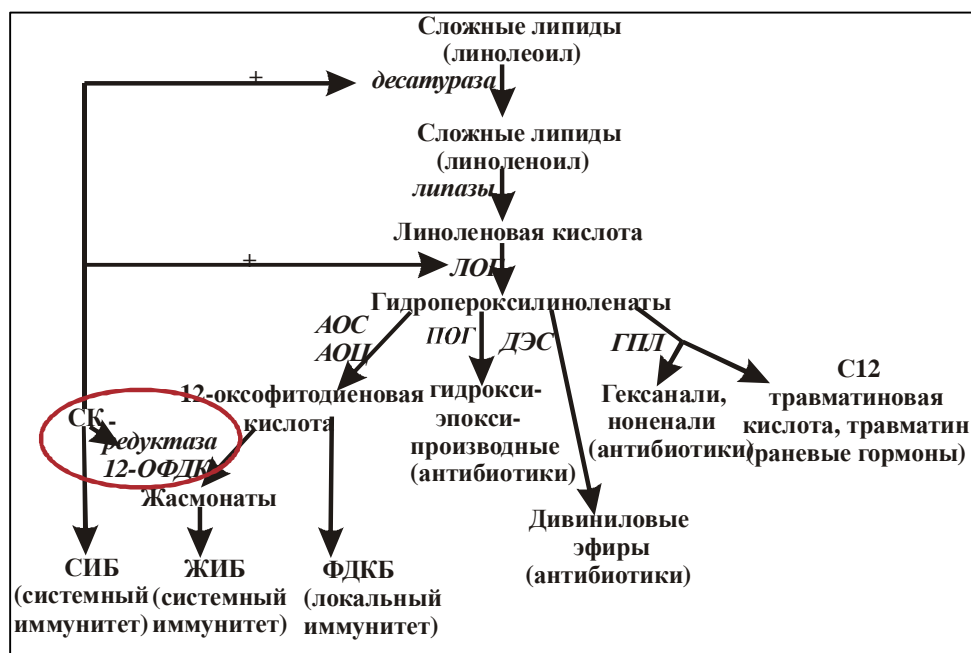 Сложные липиды
(линолеоил)
+
десатураза
Сложные липиды
(линоленоил)
липазы
Линоленовая кислота
+
ЛОГ
Гидропероксилиноленаты
АОС
АОЦ
ПОГ
ДЭС
ГПЛ
12-оксофитодиеновая
кислота
гидрокси-
эпокси-
производные
(антибиотики)
Гексанали,
ноненали
(антибиотики)
С12
травматиновая
кислота, травматин
(раневые гормоны)
СК -
редуктаза
12-ОФДК
Жасмонаты
Дивиниловые
эфиры
(антибиотики)
СИБ
(системный
иммунитет)
ЖИБ
(системный
иммунитет)
ФДКБ
(локальный
иммунитет)